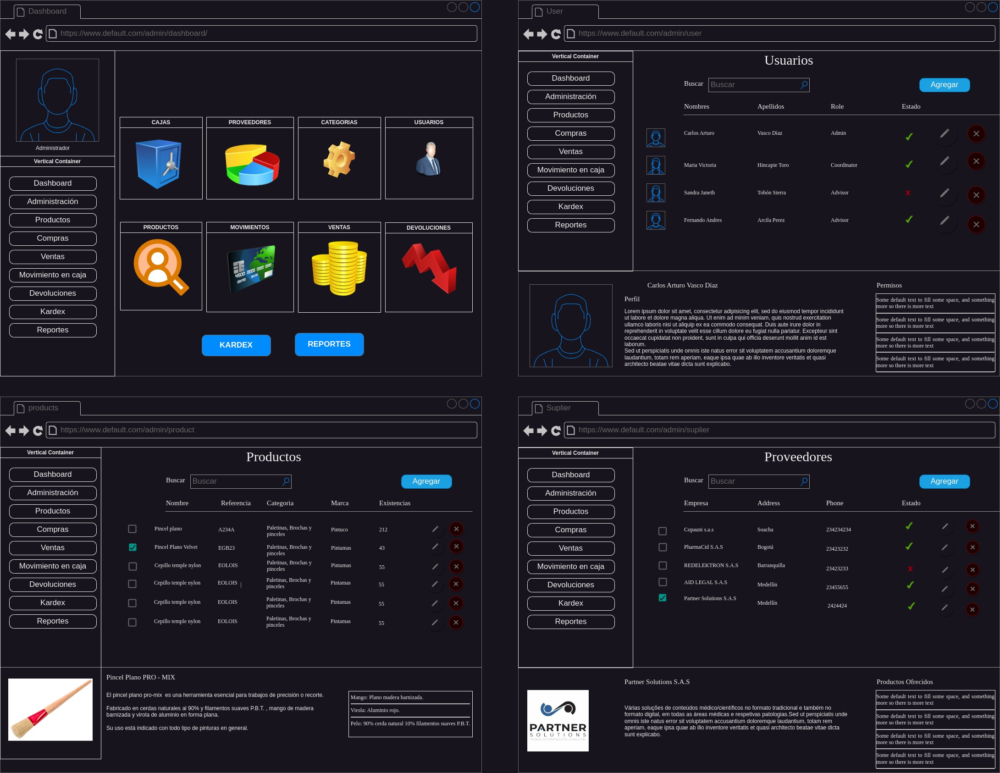 Dashboard
https://www.default.com/admin/dashboard/
Administrador
Vertical Container
Dashboard
Administración
Productos
Compras
Ventas
Movimiento en caja
Devoluciones
Kardex
Reportes
CAJAS
PROVEEDORES
CATEGORIAS
USUARIOS
PRODUCTOS
MOVIMIENTOS
4500 0000 0000 0000
00/00 00/00
VENTAS
DEVOLUCIONES
KARDEX
REPORTES
User
https://www.default.com/admin/user
Vertical Container
Dashboard
Administración
Productos
Compras
Ventas
Movimiento en caja
Devoluciones
Kardex
Reportes
Usuarios
Buscar Buscar Agregar
Nombres Apellidos Role Estado
Carlos Arturo Vasco Díaz Admin
Maria Victoria Hincapie Toro Coordinator
Sandra Janeth Tobón Sierra Advisor x
Fernando Andres Arcila Perez Advisor
Carlos Arturo Vasco Díaz
Perfil
Lorem ipsum dolor sit amet, consectetur adipisicing elit, sed do eiusmod tempor incididunt
ut labore et dolore magna aliqua. Ut enim ad minim veniam, quis nostrud exercitation
ullamco laboris nisi ut aliquip ex ea commodo consequat. Duis aute irure dolor in
reprehenderit in voluptate velit esse cillum dolore eu fugiat nulla pariatur. Excepteur sint
occaecat cupidatat non proident, sunt in culpa qui officia deserunt mollit anim id est
laborum.
Sed ut perspiciatis unde omnis iste natus error sit voluptatem accusantium doloremque
laudantium, totam rem aperiam, eaque ipsa quae ab illo inventore veritatis et quasi
architecto beatae vitae dicta sunt explicabo.
Permisos
Some default text to fill some space, and something
more so there is more text
Some default text to fill some space, and something
more so there is more text
Some default text to fill some space, and something
more so there is more text
Some default text to fill some space, and something
more so there is more text
products
https://www.default.com/admin/product
Vertical Container
Dashboard
Administración
Productos
Compras
Ventas
Movimiento en caja
Devoluciones
Kardex
Reportes
Productos
Buscar Buscar Agregar
Nombre Referencia Categoria Marca Existencias
Pincel plano A234A Paletinas, Brochas y Pintuco 212
pinceles
Pincel Plano Velvet EGB23 Paletinas, Brochas y Pintamas 43
pinceles
Cepillo temple nylon EOLOIS Paletinas, Brochas y Pintamas 55
pinceles
Cepillo temple nylon EOLOIS | Paletinas, Brochas y Pintamas 55
pinceles
Cepillo temple nylon EOLOIS Paletinas, Brochas y Pintamas 55
pinceles
Cepillo temple nylon EOLOIS Paletinas, Brochas y Pintamas 55
pinceles
Pincel Plano PRO - MIX
El pincel plano pro-mix es una herramienta esencial para trabajos de precisión o recorte.
Fabricado en cerdas naturales al 90% y filamentos suaves P.B.T. , mango de madera
barnizada y virola de aluminio en forma plana.
Su uso está indicado con todo tipo de pinturas en general.
Mango: Plano madera barnizada.
Virola: Aluminio rojo.
Pelo: 90% cerda natural 10% filamentos suaves P.B.T.
Suplier
https://www.default.com/admin/suplier
Vertical Container
Dashboard
Administración
Productos
Compras
Ventas
Movimiento en caja
Devoluciones
Kardex
Reportes
Proveedores
Buscar Buscar Agregar
Empresa Address Phone Estado
Copauni s.a.s Soacha 234234234
PharmaCid S.A.S Bogotá 23423232
REDELEKTRON S.A.S Barranquilla 23423233 x
AID LEGAL S.A.S Medellín 23455655
Partner Solutions S.A.S Medellín 2424424
PARTNER
SOLUTIONS
MEDICAL CONTENT & DIGITAL CONSULTING
Partner Solutions S.A.S
Várias soluções de conteúdos médico/científicos no formato tradicional e também no
formato digital, em todas as áreas médicas e respetivas patologias.Sed ut perspiciatis unde
omnis iste natus error sit voluptatem accusantium doloremque laudantium, totam rem
aperiam, eaque ipsa quae ab illo inventore veritatis et quasi architecto beatae vitae dicta
sunt explicabo.
Productos Ofrecidos
Some default text to fill some space, and something
more so there is more text
Some default text to fill some space, and something
more so there is more text
Some default text to fill some space, and something
more so there is more text
Some default text to fill some space, and something
more so there is more text